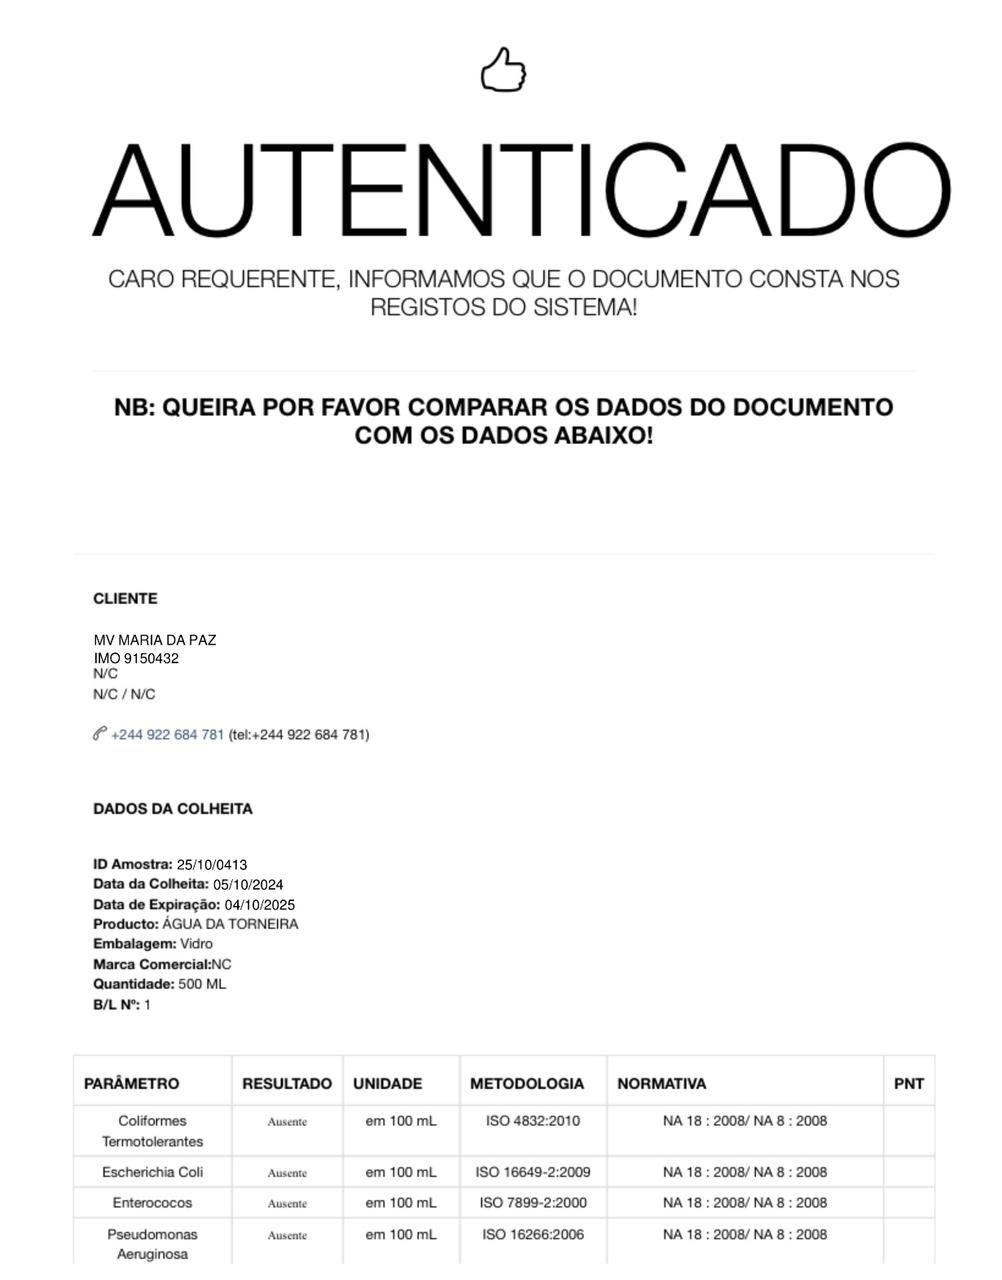 AUTENTICADO
CARO REQUERENTE, INFORMAMOS QUE O DOCUMENTO CONSTA NOS
REGISTOS DO SISTEMA!
NB: QUEIRA POR FAVOR COMPARAR OS DADOS DO DOCUMENTO
COM OS DADOS ABAIXO!
CLIENTE
MV MARIA DA PAZ
IMO 9150432
N/C
N/C / N/C
+244 922 684 781 (tel:+244 922 684 781)
DADOS DA COLHEITA
ID Amostra: 25/10/0413
Data da Colheita: 05/10/2024
Data de Expiração: 04/10/2025
Producto: ÁGUA DA TORNEIRA
Embalagem: Vidro
Marca Comercial:NC
Quantidade: 500 ML
B/L Nº: 1
PARÂMETRO RESULTADO UNIDADE METODOLOGIA NORMATIVA PNT
Coliformes Ausente em 100 mL ISO 4832:2010 NA 18 : 2008/ NA 8 : 2008
Termotolerantes
Escherichia Coli Ausente em 100 mL ISO 16649-2:2009 NA 18 : 2008/ NA 8 : 2008
Enterococos Ausente em 100 mL ISO 7899-2:2000 NA 18 : 2008/ NA 8 : 2008
Pseudomonas Ausente em 100 mL ISO 16266:2006 NA 18 : 2008/ NA 8 : 2008
Aeruginosa